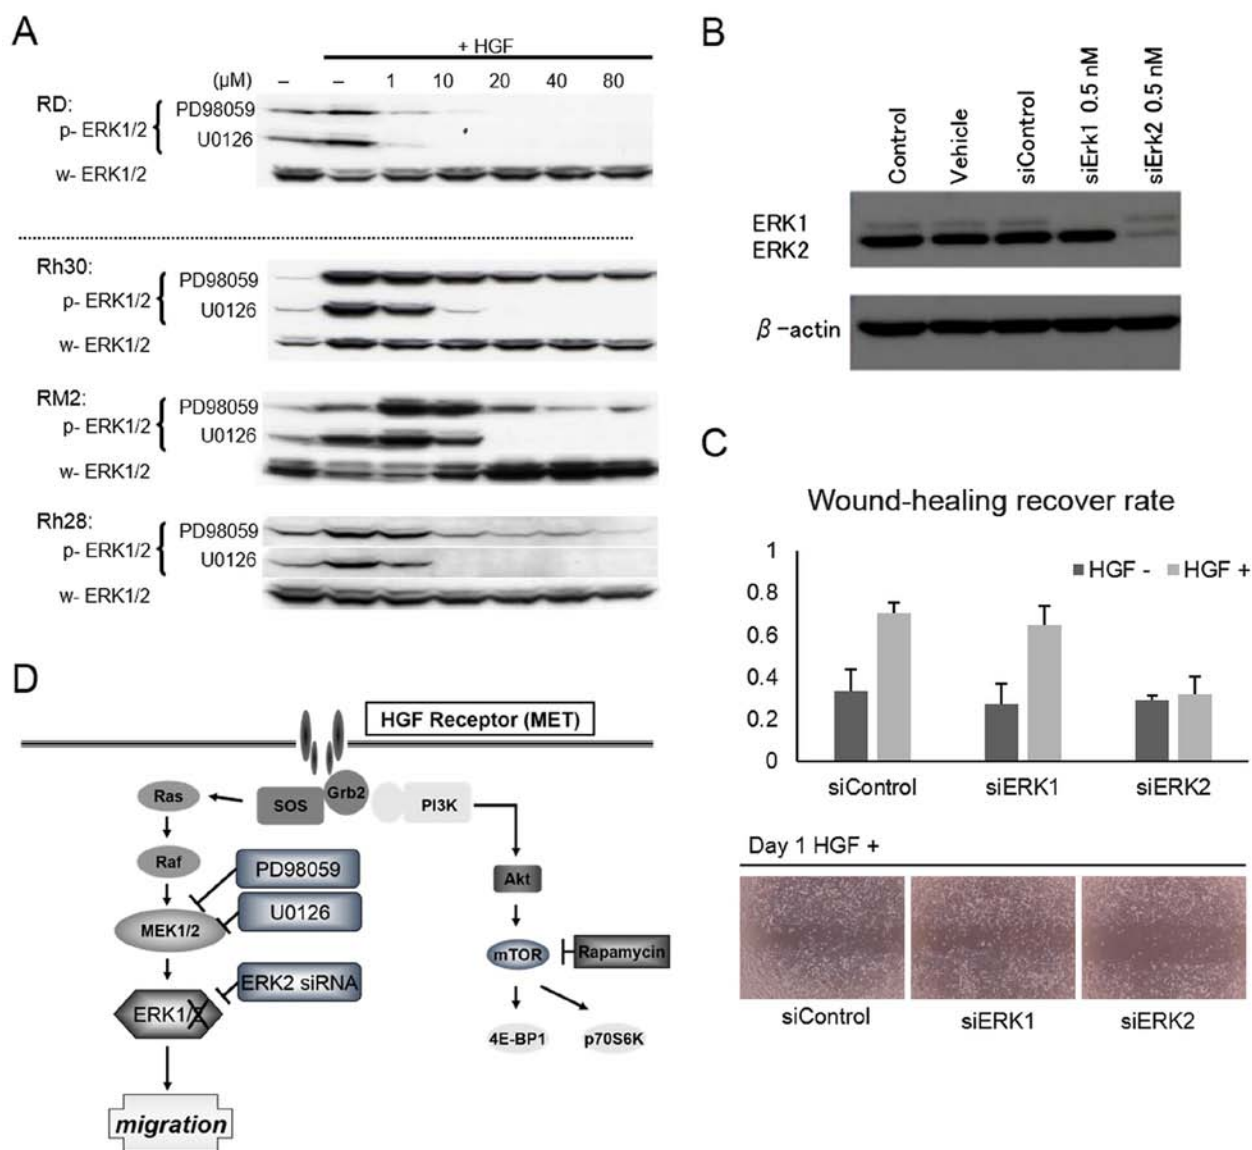 A
+ HGF
(µM) – – 1 10 20 40 80
RD:
p- ERK1/2
PD98059
U0126
w- ERK1/2
Rh30:
p- ERK1/2
PD98059
U0126
w- ERK1/2
RM2:
p- ERK1/2
PD98059
U0126
w- ERK1/2
Rh28:
p- ERK1/2
PD98059
U0126
w- ERK1/2
B
Control
Vehicle
siControl
siErk1 0.5 nM
siErk2 0.5 nM
ERK1
ERK2
β-actin
C
Wound-healing recover rate
HGF - HGF +
1
0.8
0.6
0.4
0.2
0
siControl siERK1 siERK2
Day 1 HGF +
siControl siERK1 siERK2
D
HGF Receptor (MET)
Ras
SOS
Grb2
PI3K
Raf
PD98059
U0126
MEK1/2
Akt
mTOR
Rapamycin
ERK2 siRNA
ERK1/2
4E-BP1
p70S6K
migration